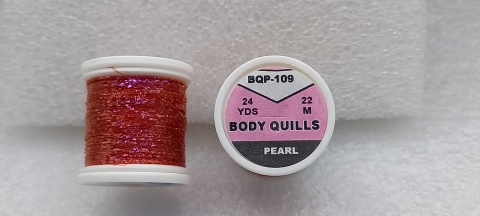 BQP-109
24 22
YDS M
BODY QUILLS
PEARL